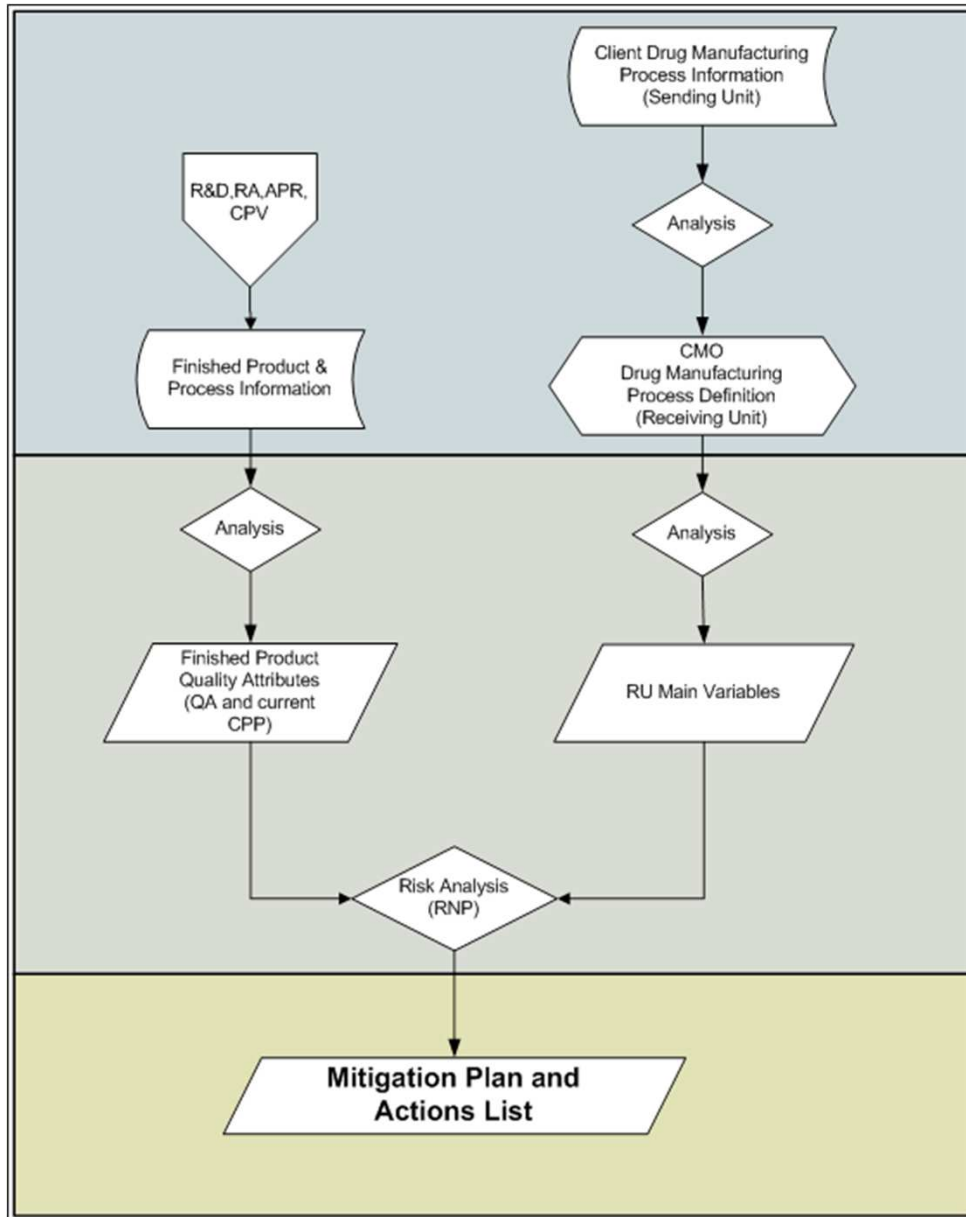 Client Drug Manufacturing
Process Information
(Sending Unit)
R&D,RA,APR,
CPV
Analysis
Finished Product &
Process Information
CMO
Drug Manufacturing
Process Definition
(Receiving Unit)
Analysis
Analysis
Finished Product
Quality Attributes
(QA and current
CPP)
RU Main Variables
Risk Analysis
(RNP)
Mitigation Plan and
Actions List